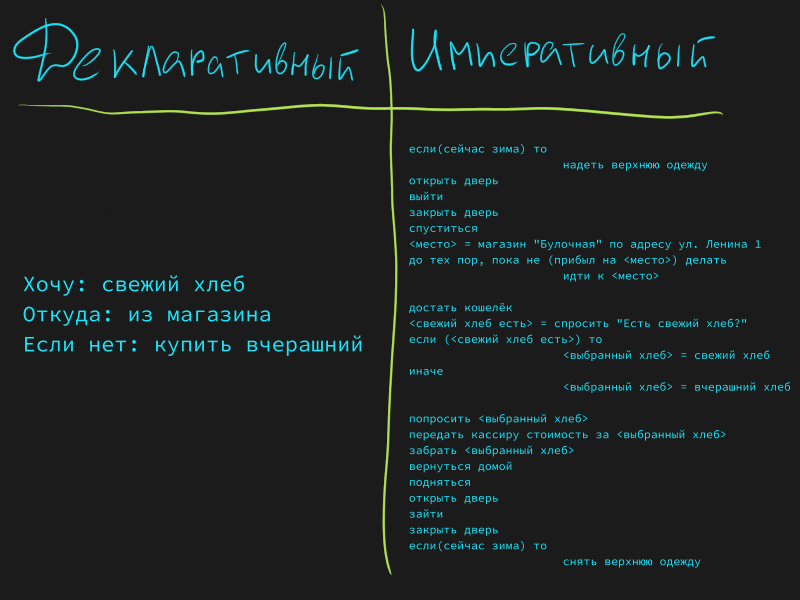 Декларативный
Императивный
Хочу: свежий хлеб
Откуда: из магазина
Если нет: купить вчерашний
если(сейчас зима) то
надеть верхнюю одежду
открыть дверь
выйти
закрыть дверь
спуститься
<место> = магазин "Булочная" по адресу ул. Ленина 1
до тех пор, пока не (прибыл на <место>) делать
идти к <место>
достать кошелёк
<свежий хлеб есть> = спросить "Есть свежий хлеб?"
если (<свежий хлеб есть>) то
<выбранный хлеб> = свежий хлеб
иначе
<выбранный хлеб> = вчерашний хлеб
попросить <выбранный хлеб>
передать кассиру стоимость за <выбранный хлеб>
забрать <выбранный хлеб>
вернуться домой
подняться
открыть дверь
зайти
закрыть дверь
если(сейчас зима) то
снять верхнюю одежду